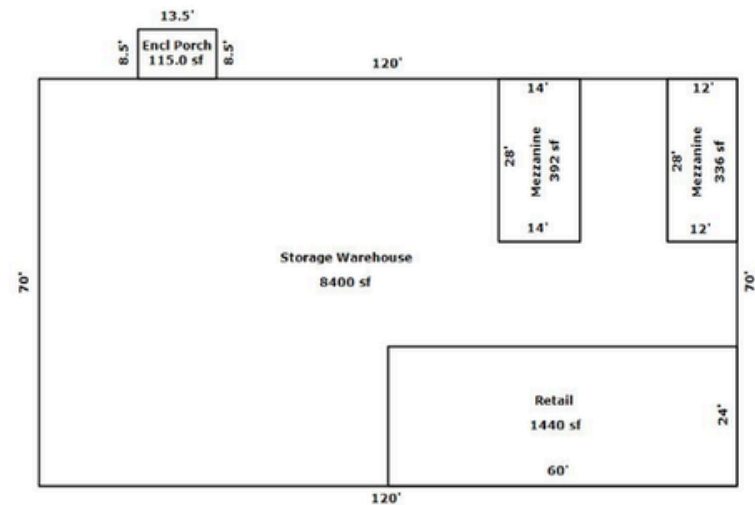 13.5'
8.5'
Encl Porch
115.0 sf
8.5'
120'
14'
12'
28'
Mezzanine
392 sf
28'
Mezzanine
336 sf
14'
12'
Storage Warehouse
8400 sf
70'
70'
Retail
1440 sf
24'
60'
120'